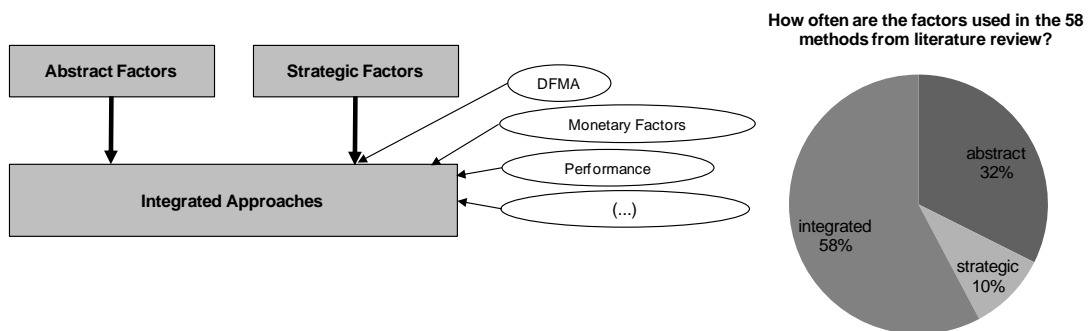 How often are the factors used in the 58
methods from literature review?
Abstract Factors
Strategic Factors
DFMA
Monetary Factors
Performance
(...)
Integrated Approaches
abstract
32%
integrated
58%
strategic
10%